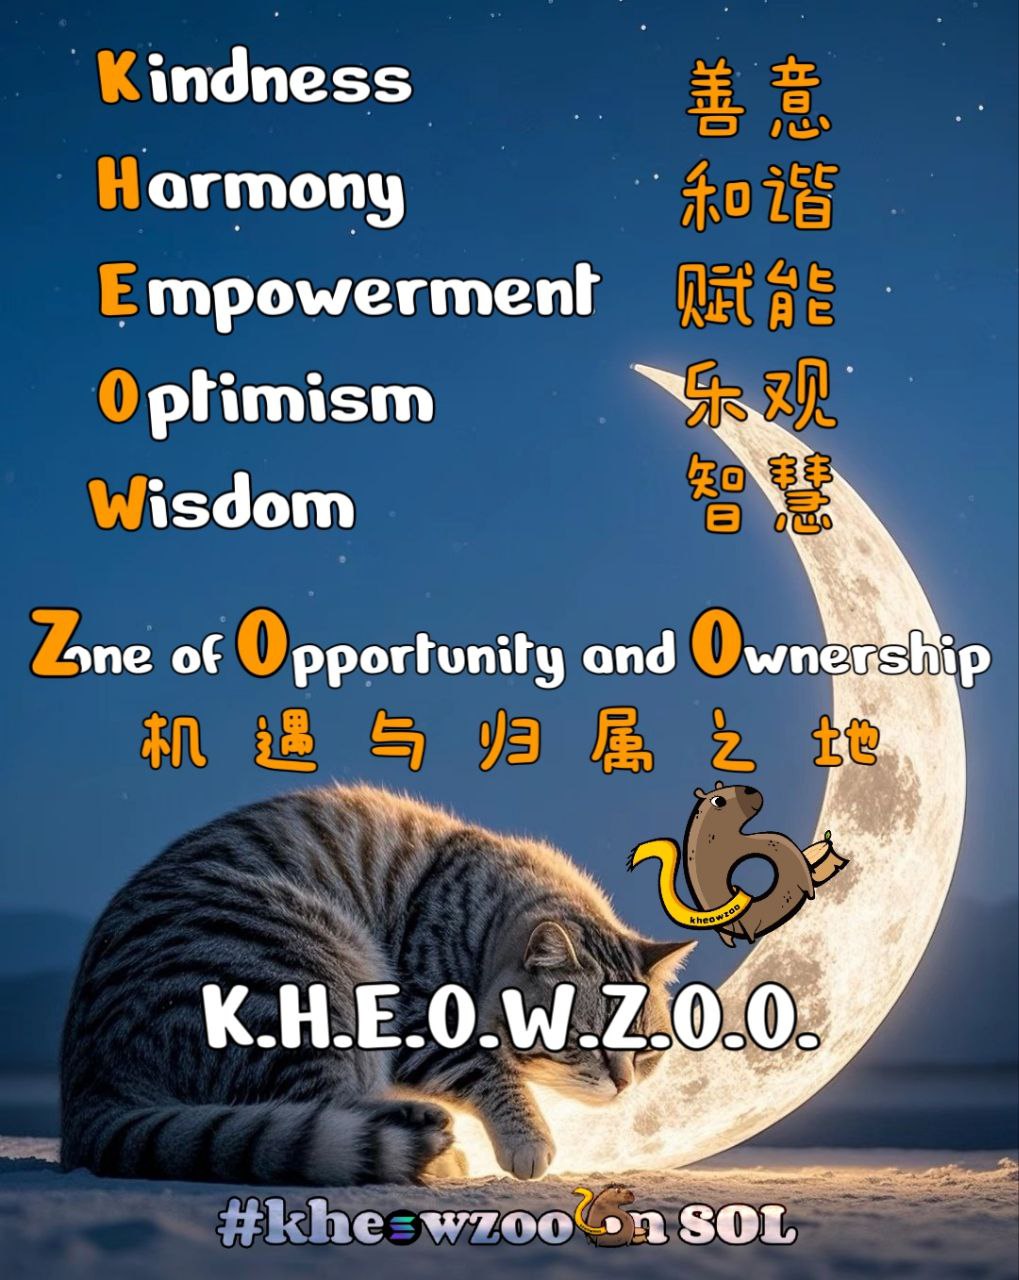 Kindness 善意
Harmony 和谐
Empowerment 赋能
Optimism 乐观
Wisdom 智慧
Zone of Opportunity and Ownership
机遇与归属之地
kheowzoo
K.H.E.O.W.Z.O.O.
#kheowzoo on SOL